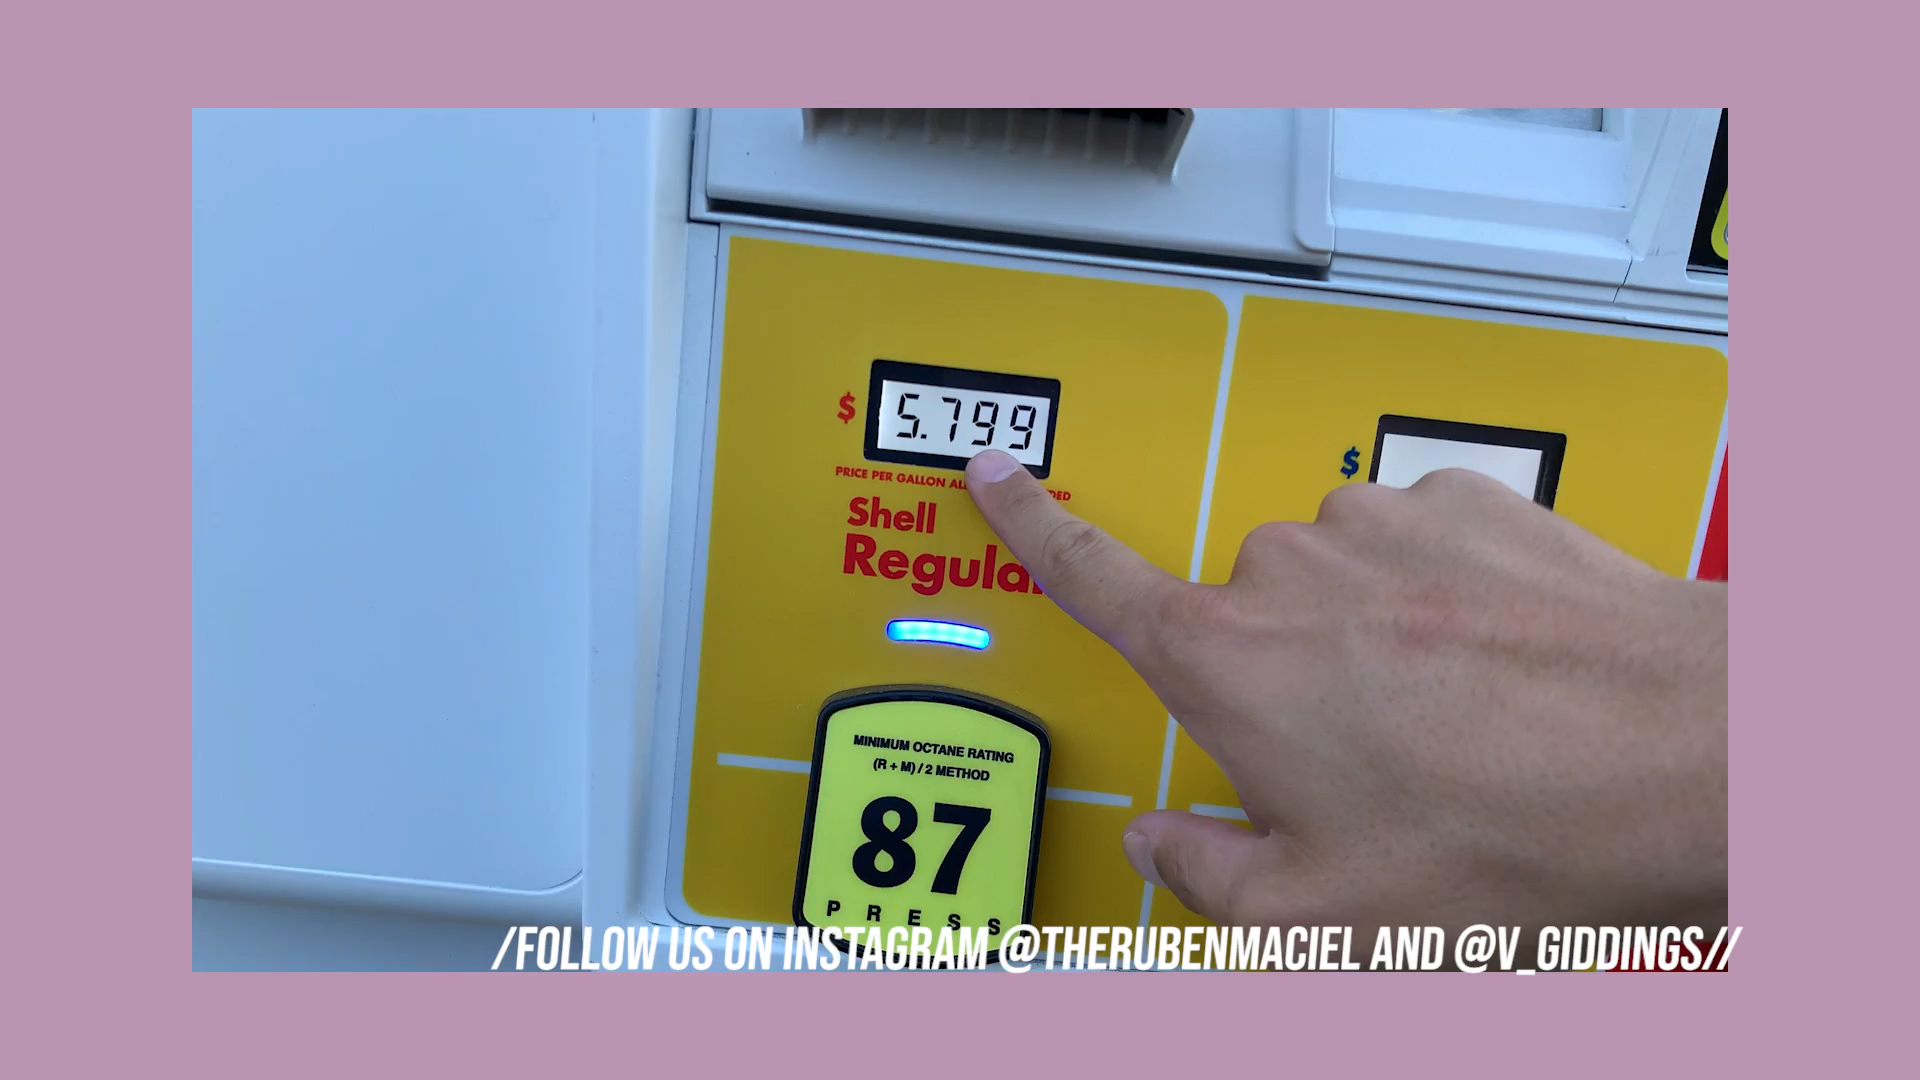 $ 5.799
PRICE PER GALLON
Shell
Regular
$
MINIMUM OCTANE RATING
(R + M) / 2 METHOD
87
PRESS
/FOLLOW US ON INSTAGRAM @THERUBENMACIEL AND @V_GIDDINGS//